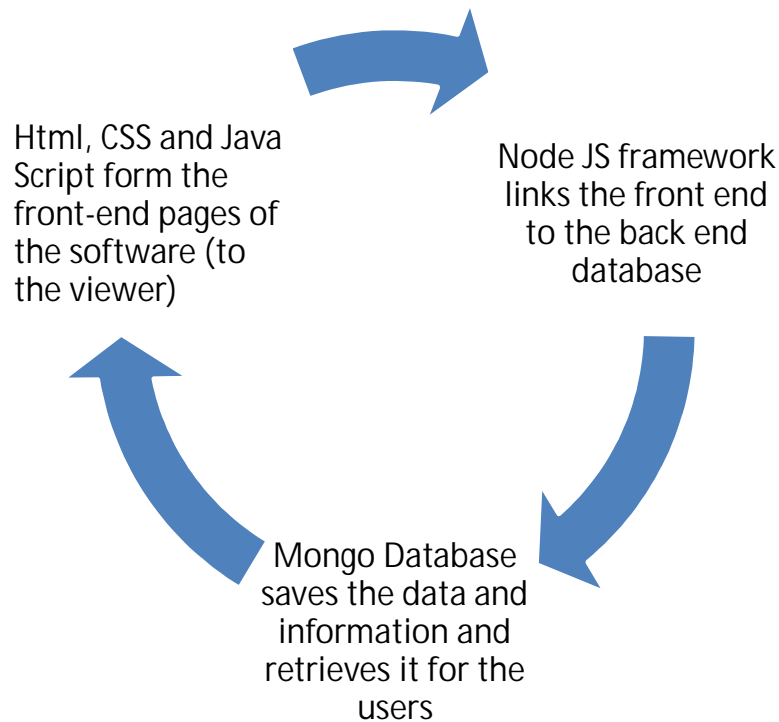 Html, CSS and Java
Script form the
front-end pages of
the software (to
the viewer)
Node JS framework
links the front end
to the back end
database
Mongo Database
saves the data and
information and
retrieves it for the
users